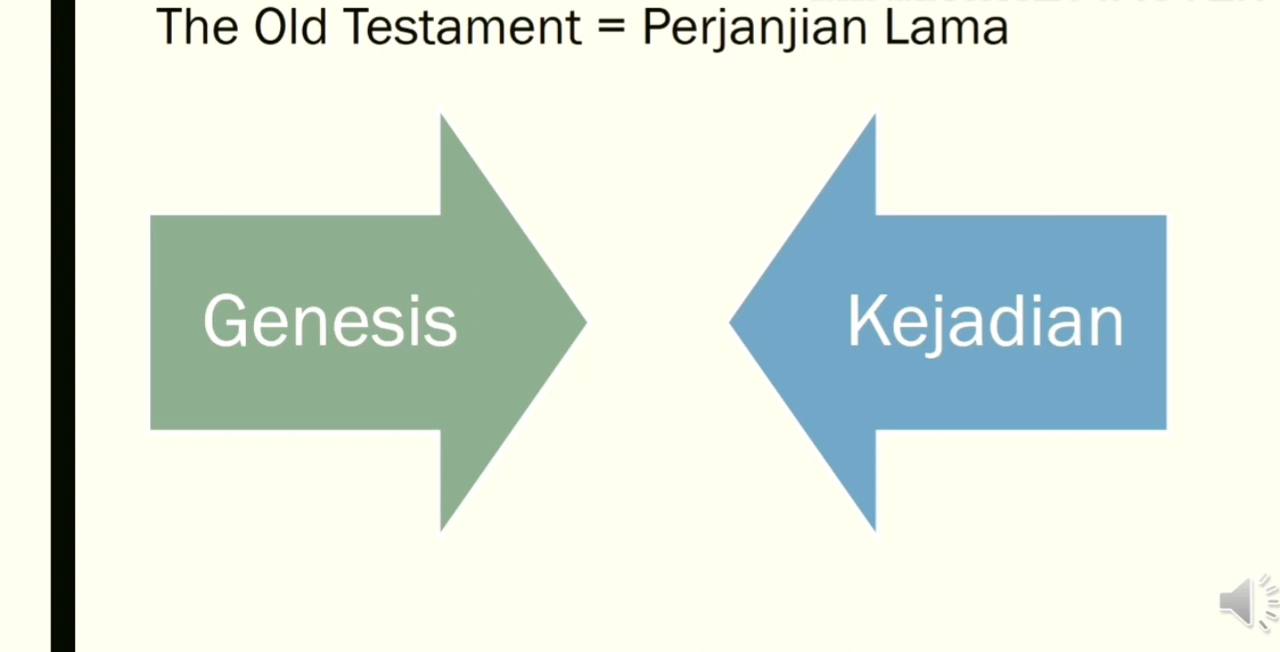 The Old Testament = Perjanjian Lama
Genesis
Kejadian